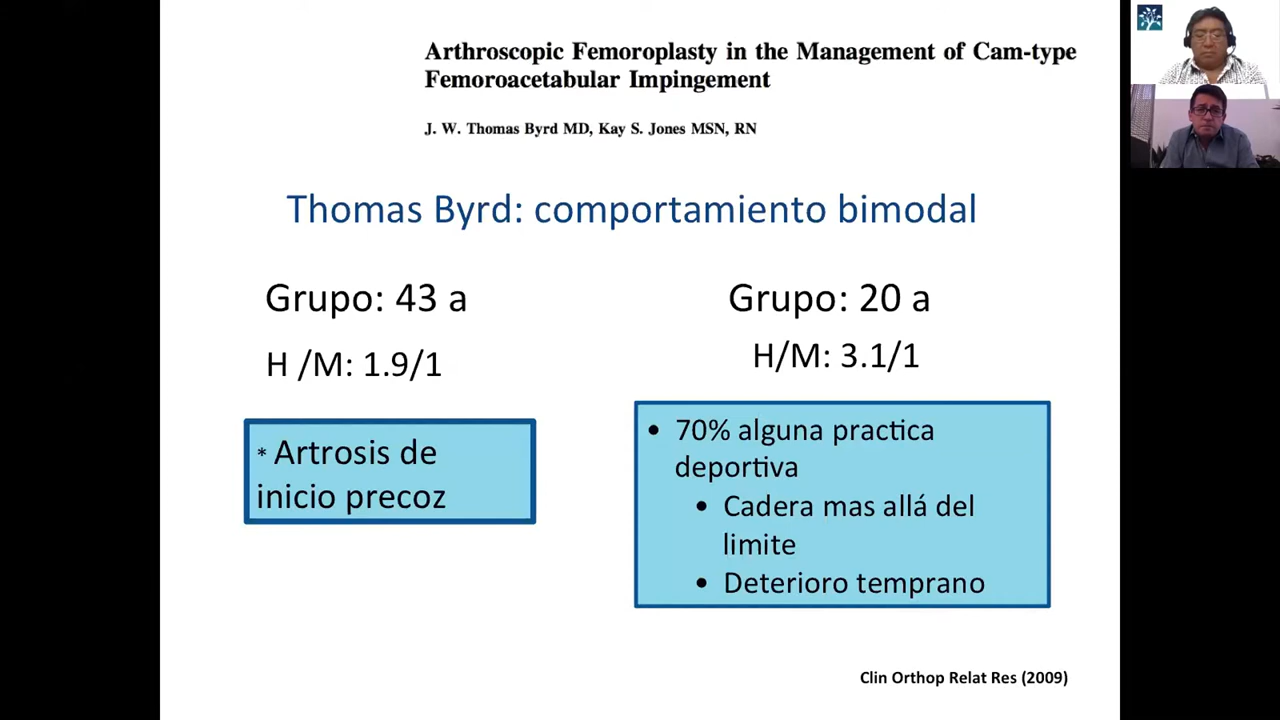 Arthroscopic Femoroplasty in the Management of Cam-type
Femoroacetabular Impingement
J. W. Thomas Byrd MD, Kay S. Jones MSN, RN
Thomas Byrd: comportamiento bimodal
Grupo: 43 a
H /M: 1.9/1
* Artrosis de
inicio precoz
Grupo: 20 a
H/M: 3.1/1
• 70% alguna practica
deportiva
• Cadera mas allá del
limite
• Deterioro temprano
Clin Orthop Relat Res (2009)